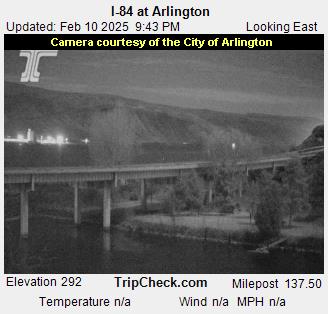 I-84 at Arlington
Updated: Feb 10 2025 9:43 PM Looking East
Camera courtesy of the City of Arlington
Elevation 292 TripCheck.com Milepost 137.50
Temperature n/a Wind n/a MPH n/a